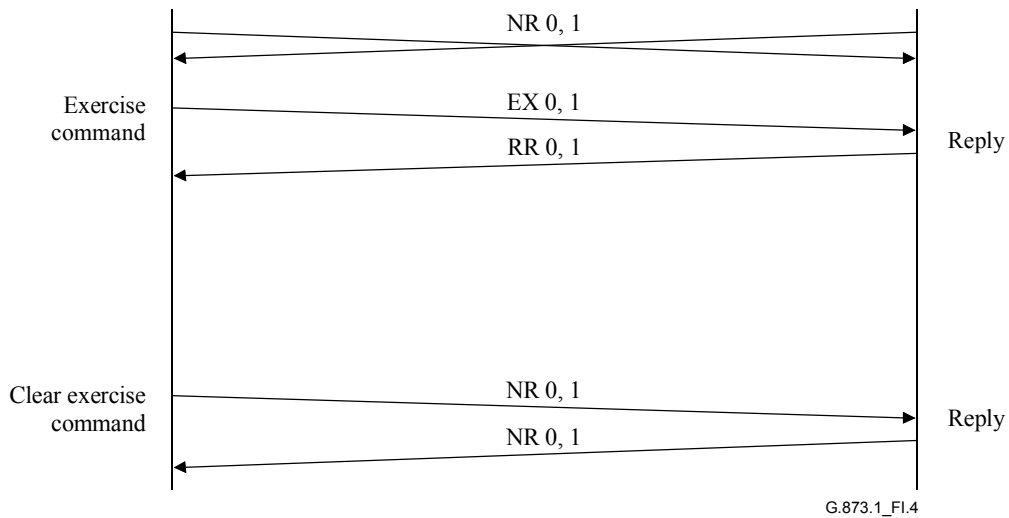 NR 0, 1
Exercise
command
EX 0, 1
RR 0, 1
Reply
Clear exercise
command
NR 0, 1
NR 0, 1
Reply
G.873.1_FI.4